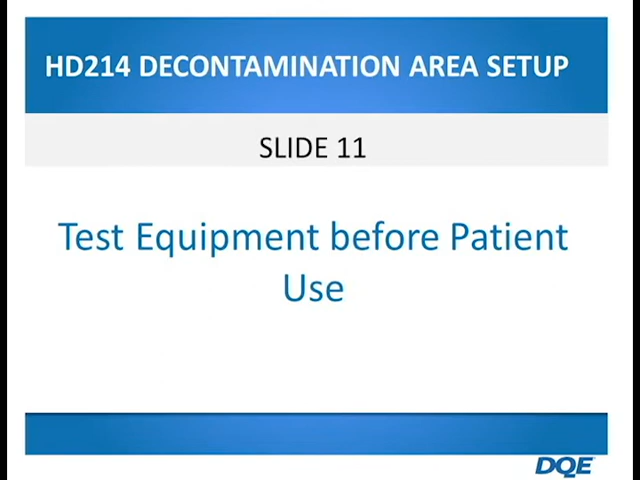 HD214 DECONTAMINATION AREA SETUP
SLIDE 11
Test Equipment before Patient
Use
DQE